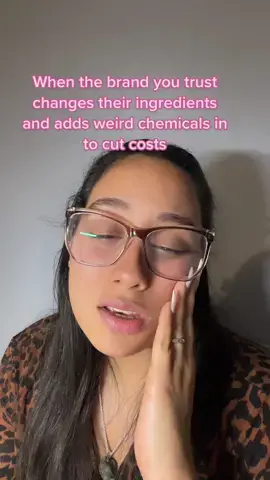 When the brand you trust
changes their ingredients
and adds weird chemicals in
to cut costs